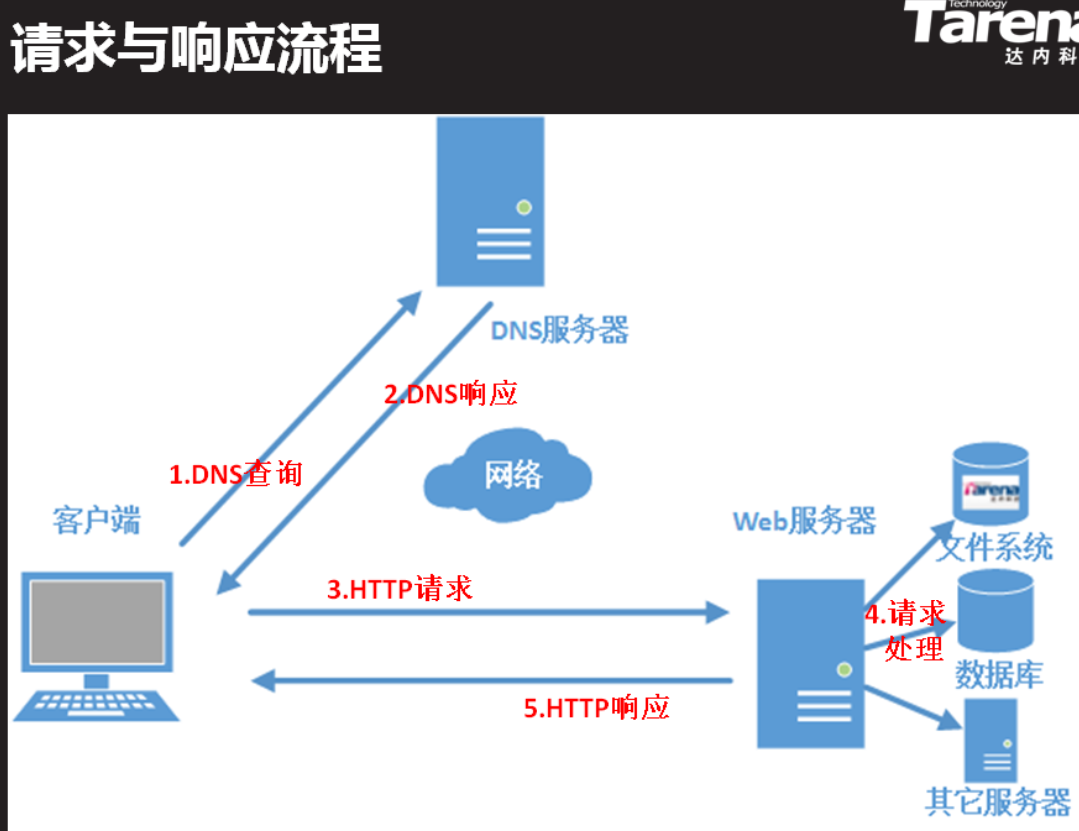 Technology
请求与响应流程
Tarena
达内科
DNS服务器
2.DNS响应
1.DNS查询
网络
客户端
Web服务器
Tarena
文件系统
3.HTTP请求
4.请求
处理
数据库
5.HTTP响应
其它服务器